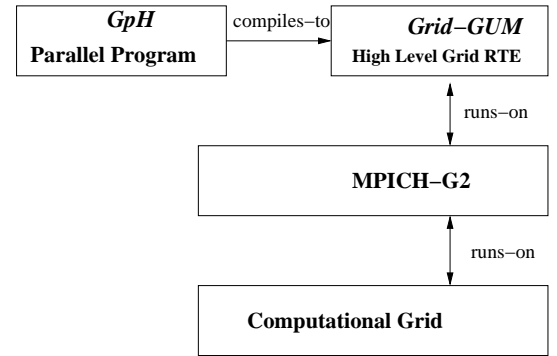 GpH
Parallel Program
compiles-to
Grid-GUM
High Level Grid RTE
runs-on
MPICH-G2
runs-on
Computational Grid